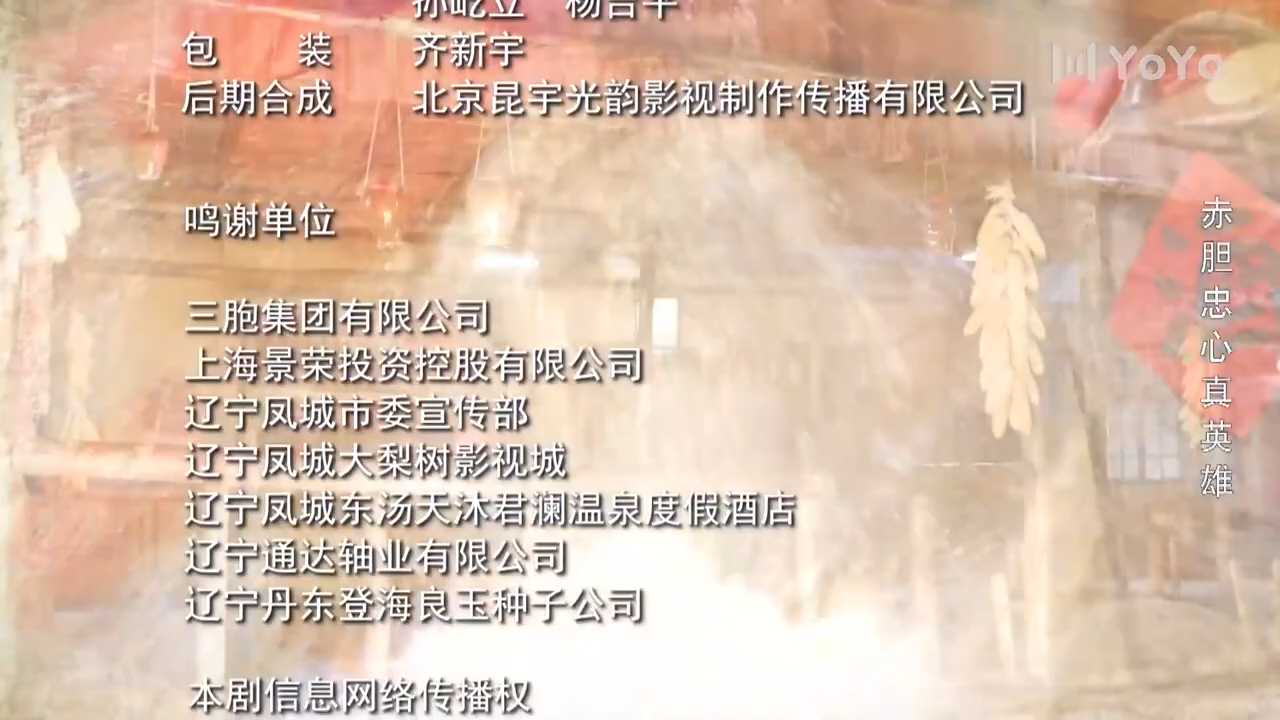 包 装 齐新宇
后期合成 北京昆宇光韵影视制作传播有限公司
YoYo
鸣谢单位
三胞集团有限公司
上海景荣投资控股有限公司
辽宁凤城市委宣传部
辽宁凤城大梨树影视城
辽宁凤城东汤天沐君澜温泉度假酒店
辽宁通达轴业有限公司
辽宁丹东登海良玉种子公司
本剧信息网络传播权
赤胆忠心真英雄